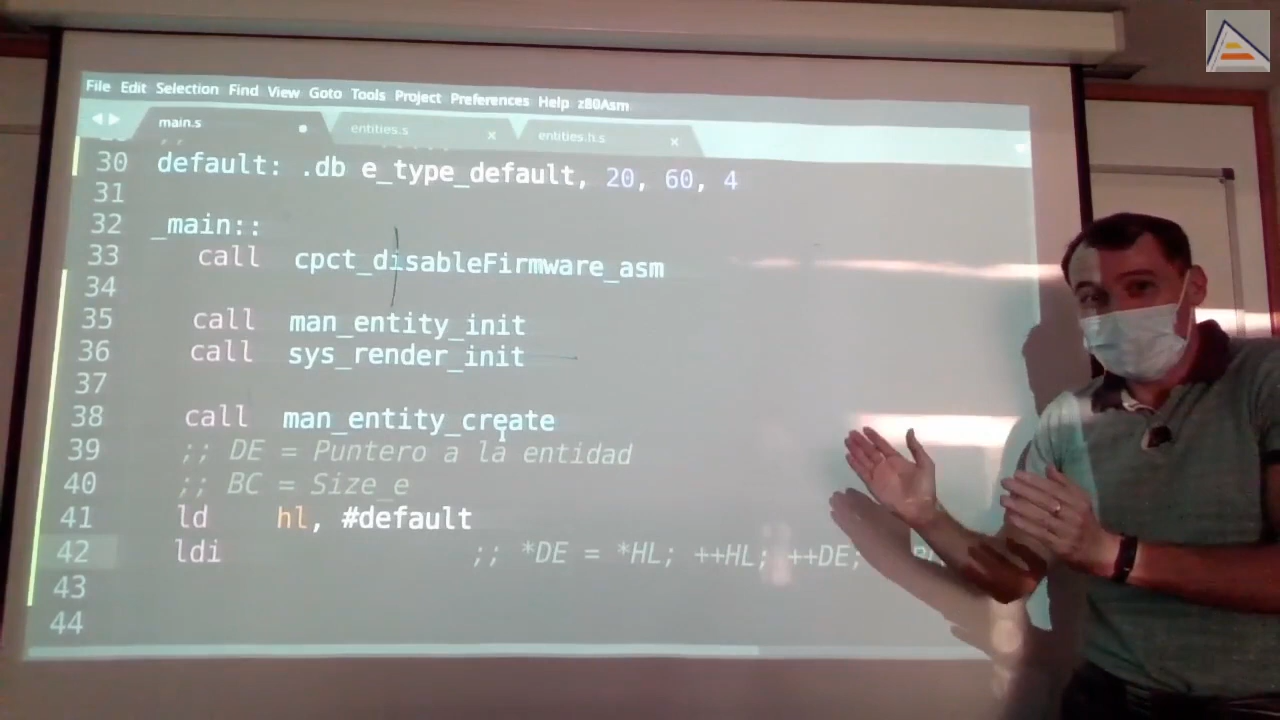 File Edit Selection Find View Goto Tools Project Preferences Help z80Asm
main.s entities.s entities.h.s
30 default: .db e_type_default, 20, 60, 4
31
32 _main::
33 call cpct_disableFirmware_asm
34
35 call man_entity_init
36 call sys_render_init
37
38 call man_entity_create
39 ;; DE = Puntero a la entidad
40 ;; BC = Size_e
41 ld hl, #default
42 ldi ;; *DE = *HL; ++HL; ++DE;
43
44